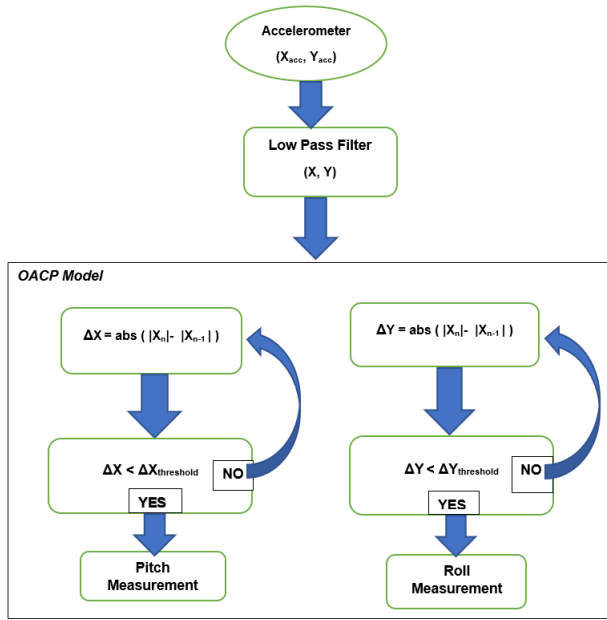 Accelerometer
(Xacc, Yacc)
Low Pass Filter
(X, Y)
OACP Model
ΔX = abs ( |Xn|- |Xn-1| )
ΔX < ΔXthreshold
NO
YES
Pitch
Measurement
ΔY = abs ( |Xn|- |Xn-1| )
ΔY < ΔYthreshold
NO
YES
Roll
Measurement